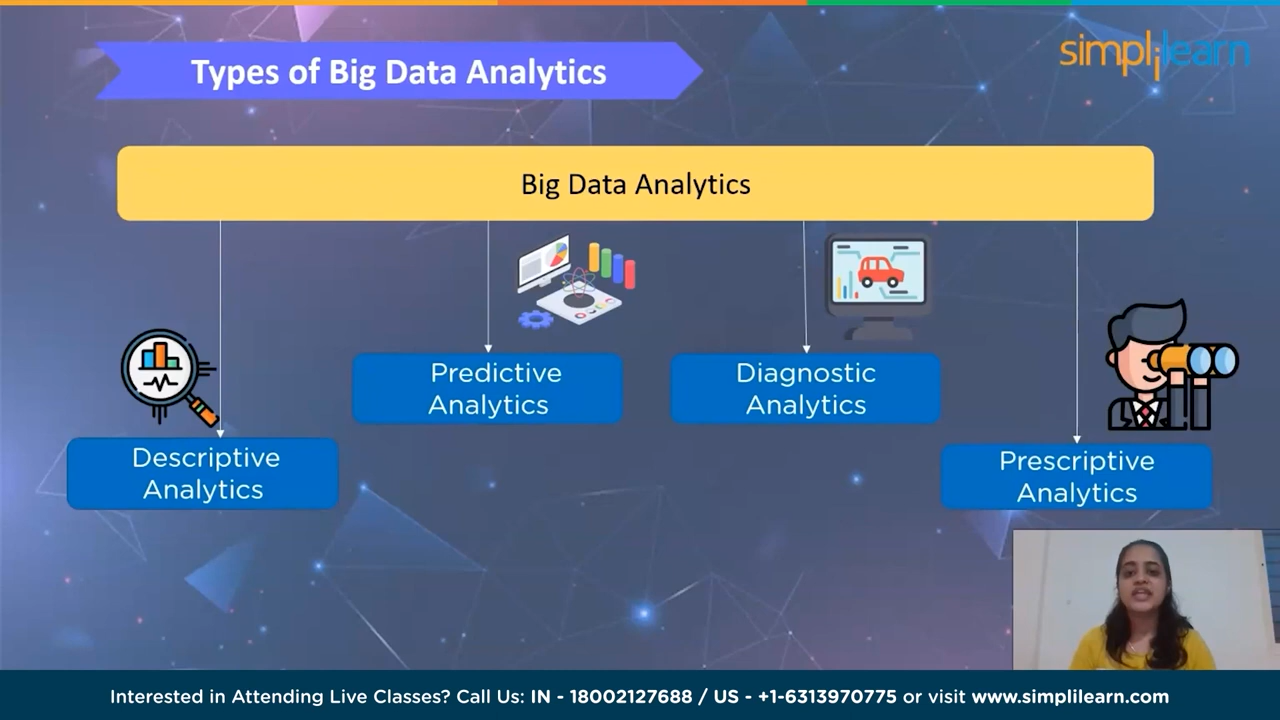 Types of Big Data Analytics
simplilearn
Big Data Analytics
Predictive
Analytics
Diagnostic
Analytics
Descriptive
Analytics
Prescriptive
Analytics
Interested in Attending Live Classes? Call Us: IN - 18002127688 / US - +1-6313970775 or visit www.simplilearn.com